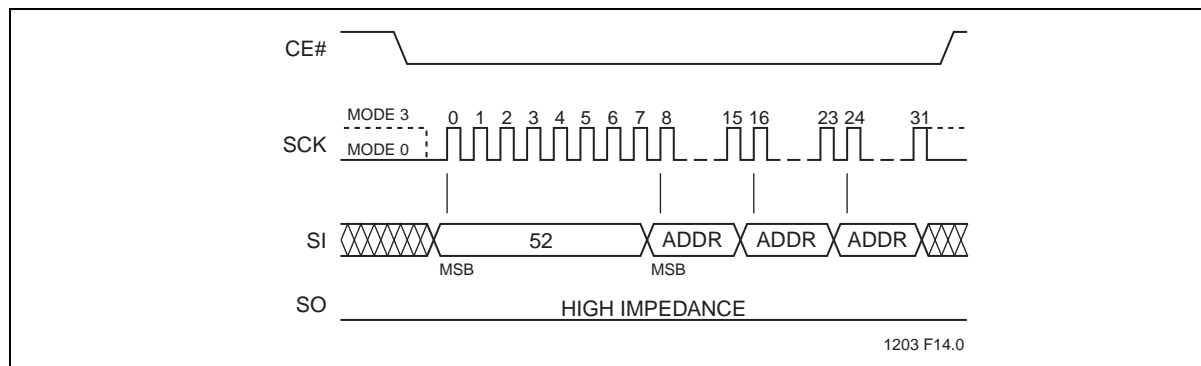 CE#
MODE 3
0 1 2 3 4 5 6 7 8 15 16 23 24 31
SCK
MODE 0
SI
52 ADDR ADDR ADDR
MSB MSB
SO
HIGH IMPEDANCE
1203 F14.0